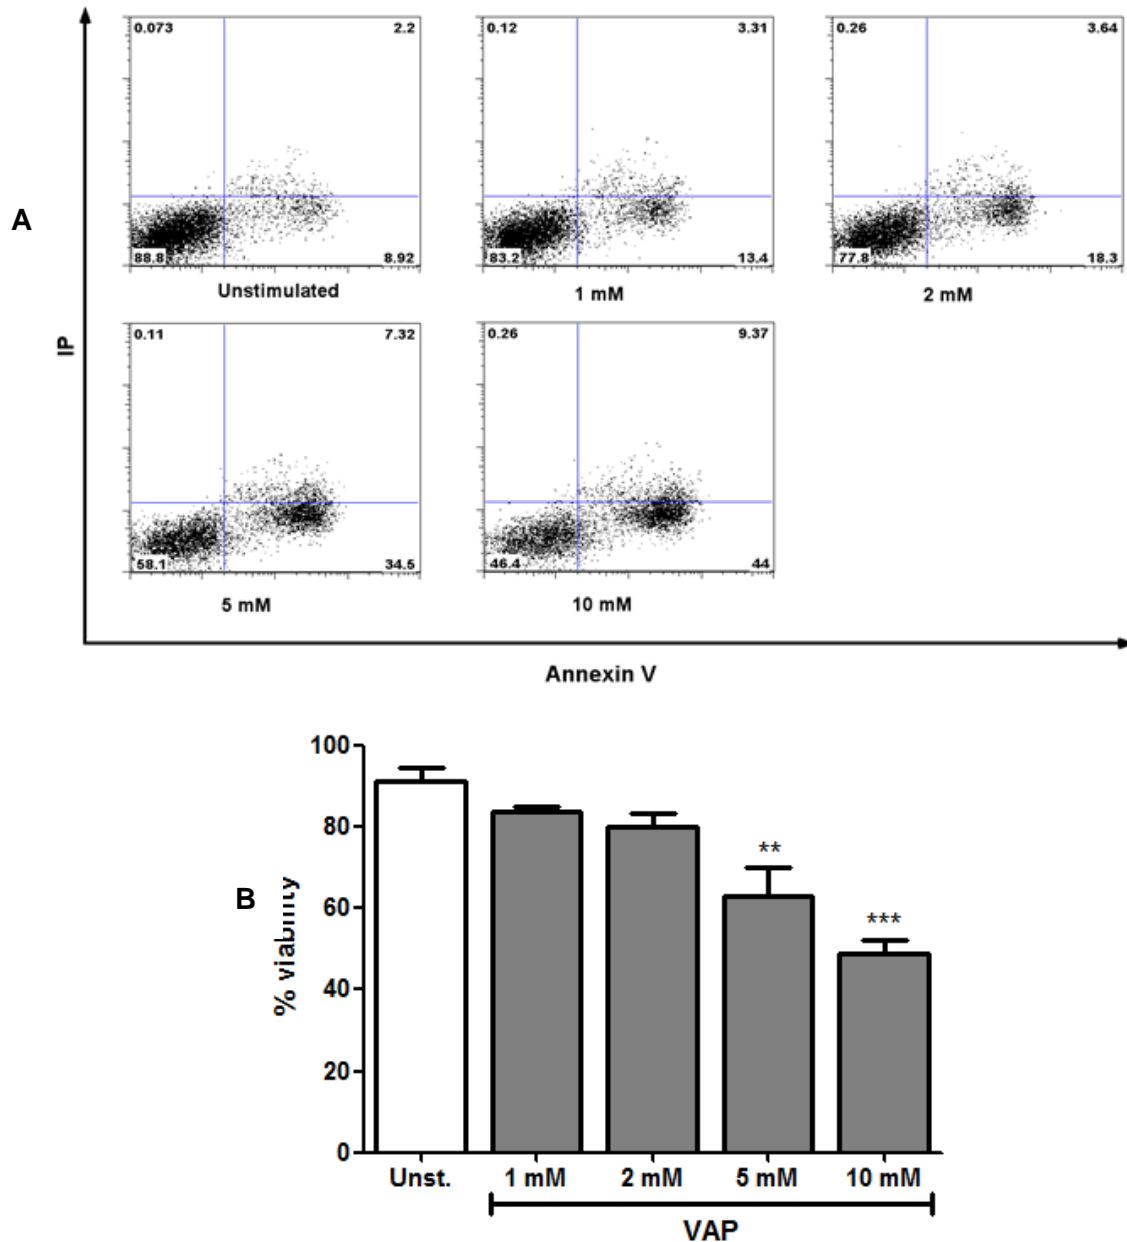 0.073 2.2 0.12 3.31 0.26 3.64
A
88.8 8.92 83.2 13.4 77.8 18.3
Unstimulated 1 mM 2 mM
IP
0.11 7.32 0.26 9.37
58.1 34.5 46.4 44
5 mM 10 mM
Annexin V
B
% viability
100
80
60
40
20
0
**
***
Unst. 1 mM 2 mM 5 mM 10 mM
VAP